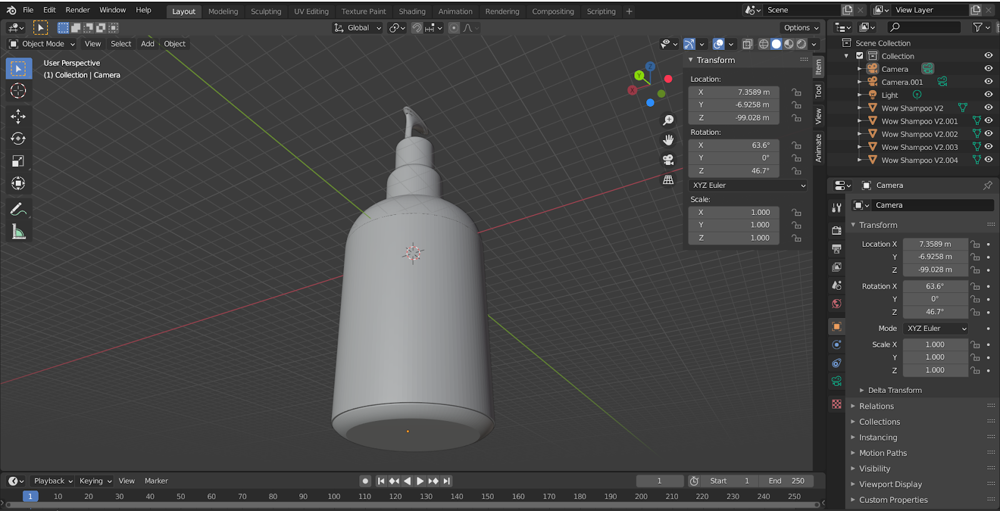 File Edit Render Window Help Layout Modeling Sculpting UV Editing Texture Paint Shading Animation Rendering Compositing Scripting + Scene View Layer
Global Options
Object Mode View Select Add Object
User Perspective
(1) Collection | Camera
X
Y
Z
Transform
Location:
X 7.3589 m
Y -6.9258 m
Z -99.028 m
Rotation:
X 63.6°
Y 0°
Z 46.7°
XYZ Euler
Scale:
X 1.000
Y 1.000
Z 1.000
Item
Tool
View
Animate
Scene Collection
Collection
Camera
Camera.001
Light
Wow Shampoo V2
Wow Shampoo V2.001
Wow Shampoo V2.002
Wow Shampoo V2.003
Wow Shampoo V2.004
Camera
Camera
Transform
Location X 7.3589 m
Y -6.9258 m
Z -99.028 m
Rotation X 63.6°
Y 0°
Z 46.7°
Mode XYZ Euler
Scale X 1.000
Y 1.000
Z 1.000
Delta Transform
Relations
Collections
Instancing
Motion Paths
Visibility
Viewport Display
Custom Properties
Playback Keying View Marker 1 Start 1 End 250
1 10 20 30 40 50 60 70 80 90 100 110 120 130 140 150 160 170 180 190 200 210 220 230 240 250